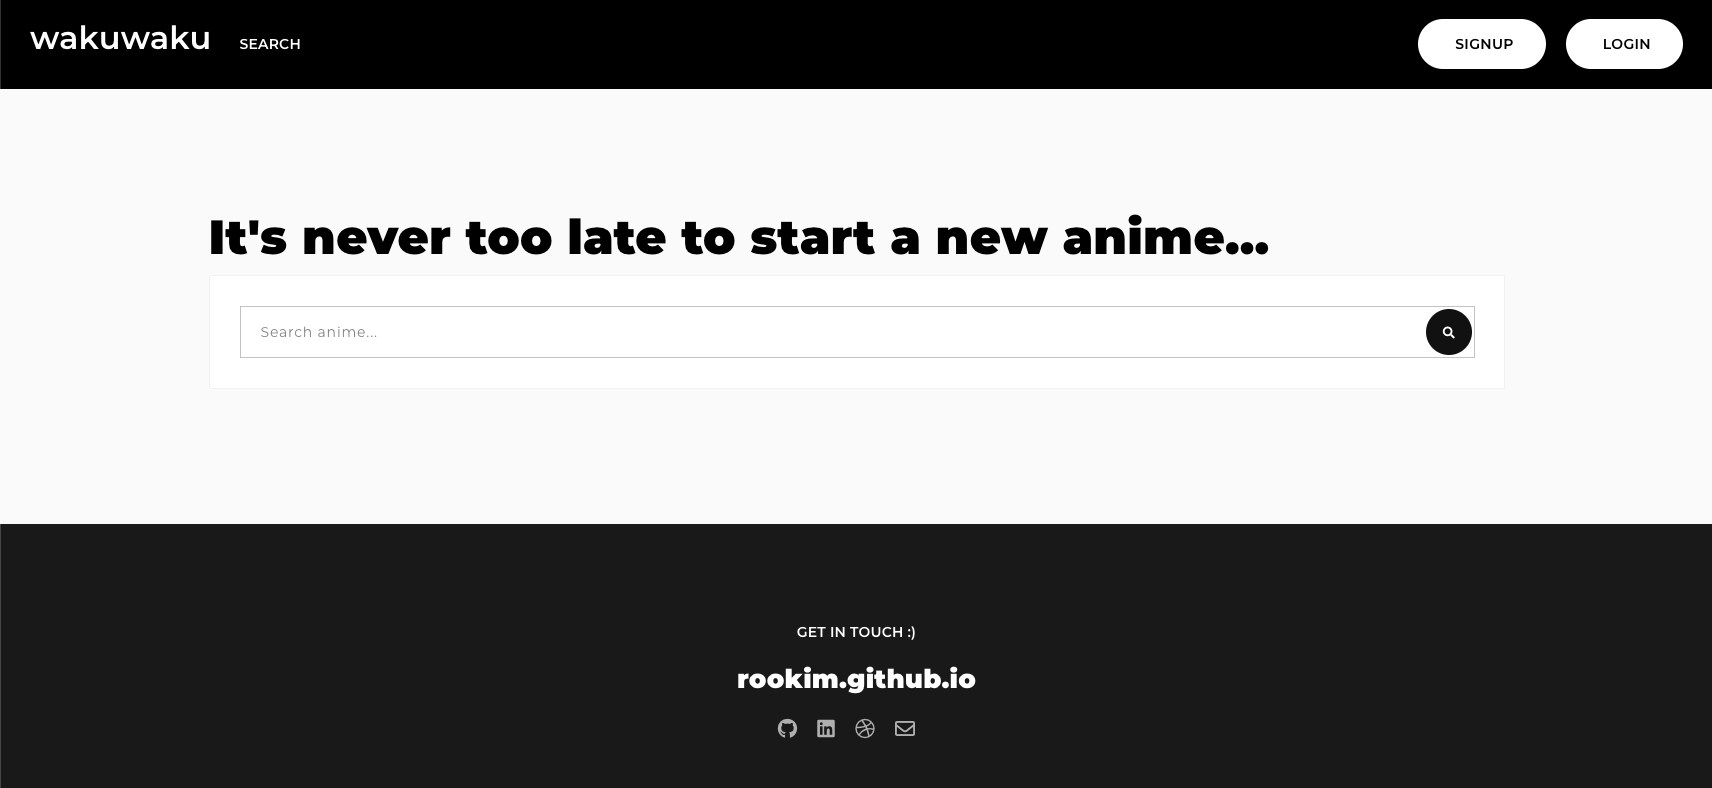 wakuwaku SEARCH SIGNUP LOGIN
It's never too late to start a new anime...
Search anime...
GET IN TOUCH :)
rookim.github.io